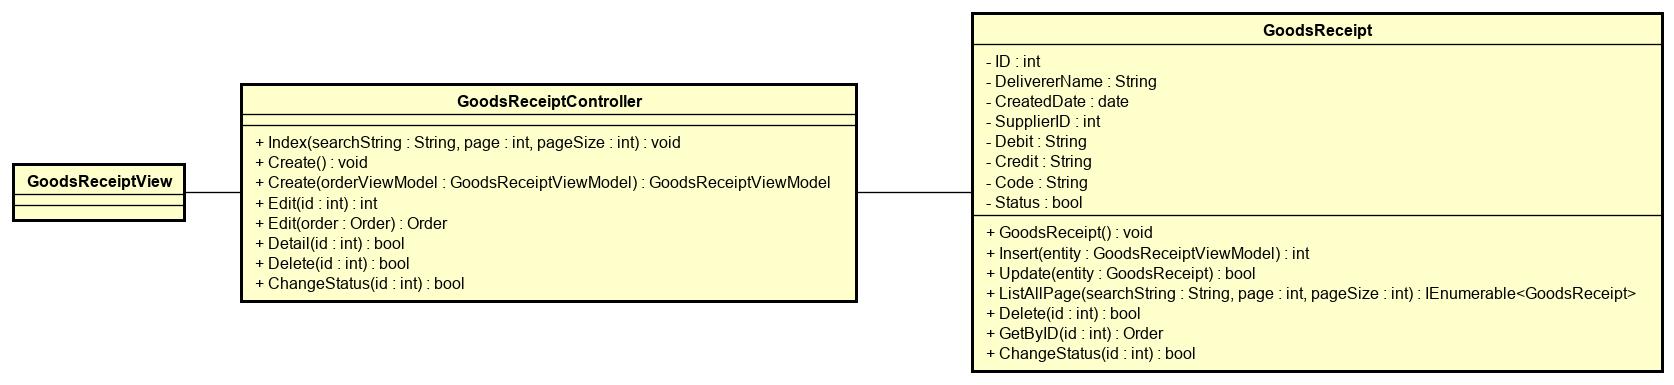 GoodsReceiptView
GoodsReceiptController
+ Index(searchString : String, page : int, pageSize : int) : void
+ Create() : void
+ Create(orderViewModel : GoodsReceiptViewModel) : GoodsReceiptViewModel
+ Edit(id : int) : int
+ Edit(order : Order) : Order
+ Detail(id : int) : bool
+ Delete(id : int) : bool
+ ChangeStatus(id : int) : bool
GoodsReceipt
- ID : int
- DelivererName : String
- CreatedDate : date
- SupplierID : int
- Debit : String
- Credit : String
- Code : String
- Status : bool
+ GoodsReceipt() : void
+ Insert(entity : GoodsReceiptViewModel) : int
+ Update(entity : GoodsReceipt) : bool
+ ListAllPage(searchString : String, page : int, pageSize : int) : IEnumerable<GoodsReceipt>
+ Delete(id : int) : bool
+ GetByID(id : int) : Order
+ ChangeStatus(id : int) : bool